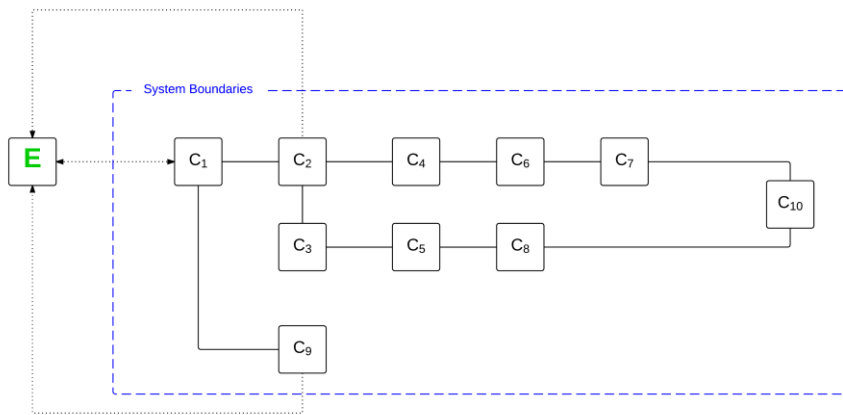 System Boundaries
E
C₁
C₂
C₄
C₆
C₇
C₁₀
C₃
C₅
C₈
C₉